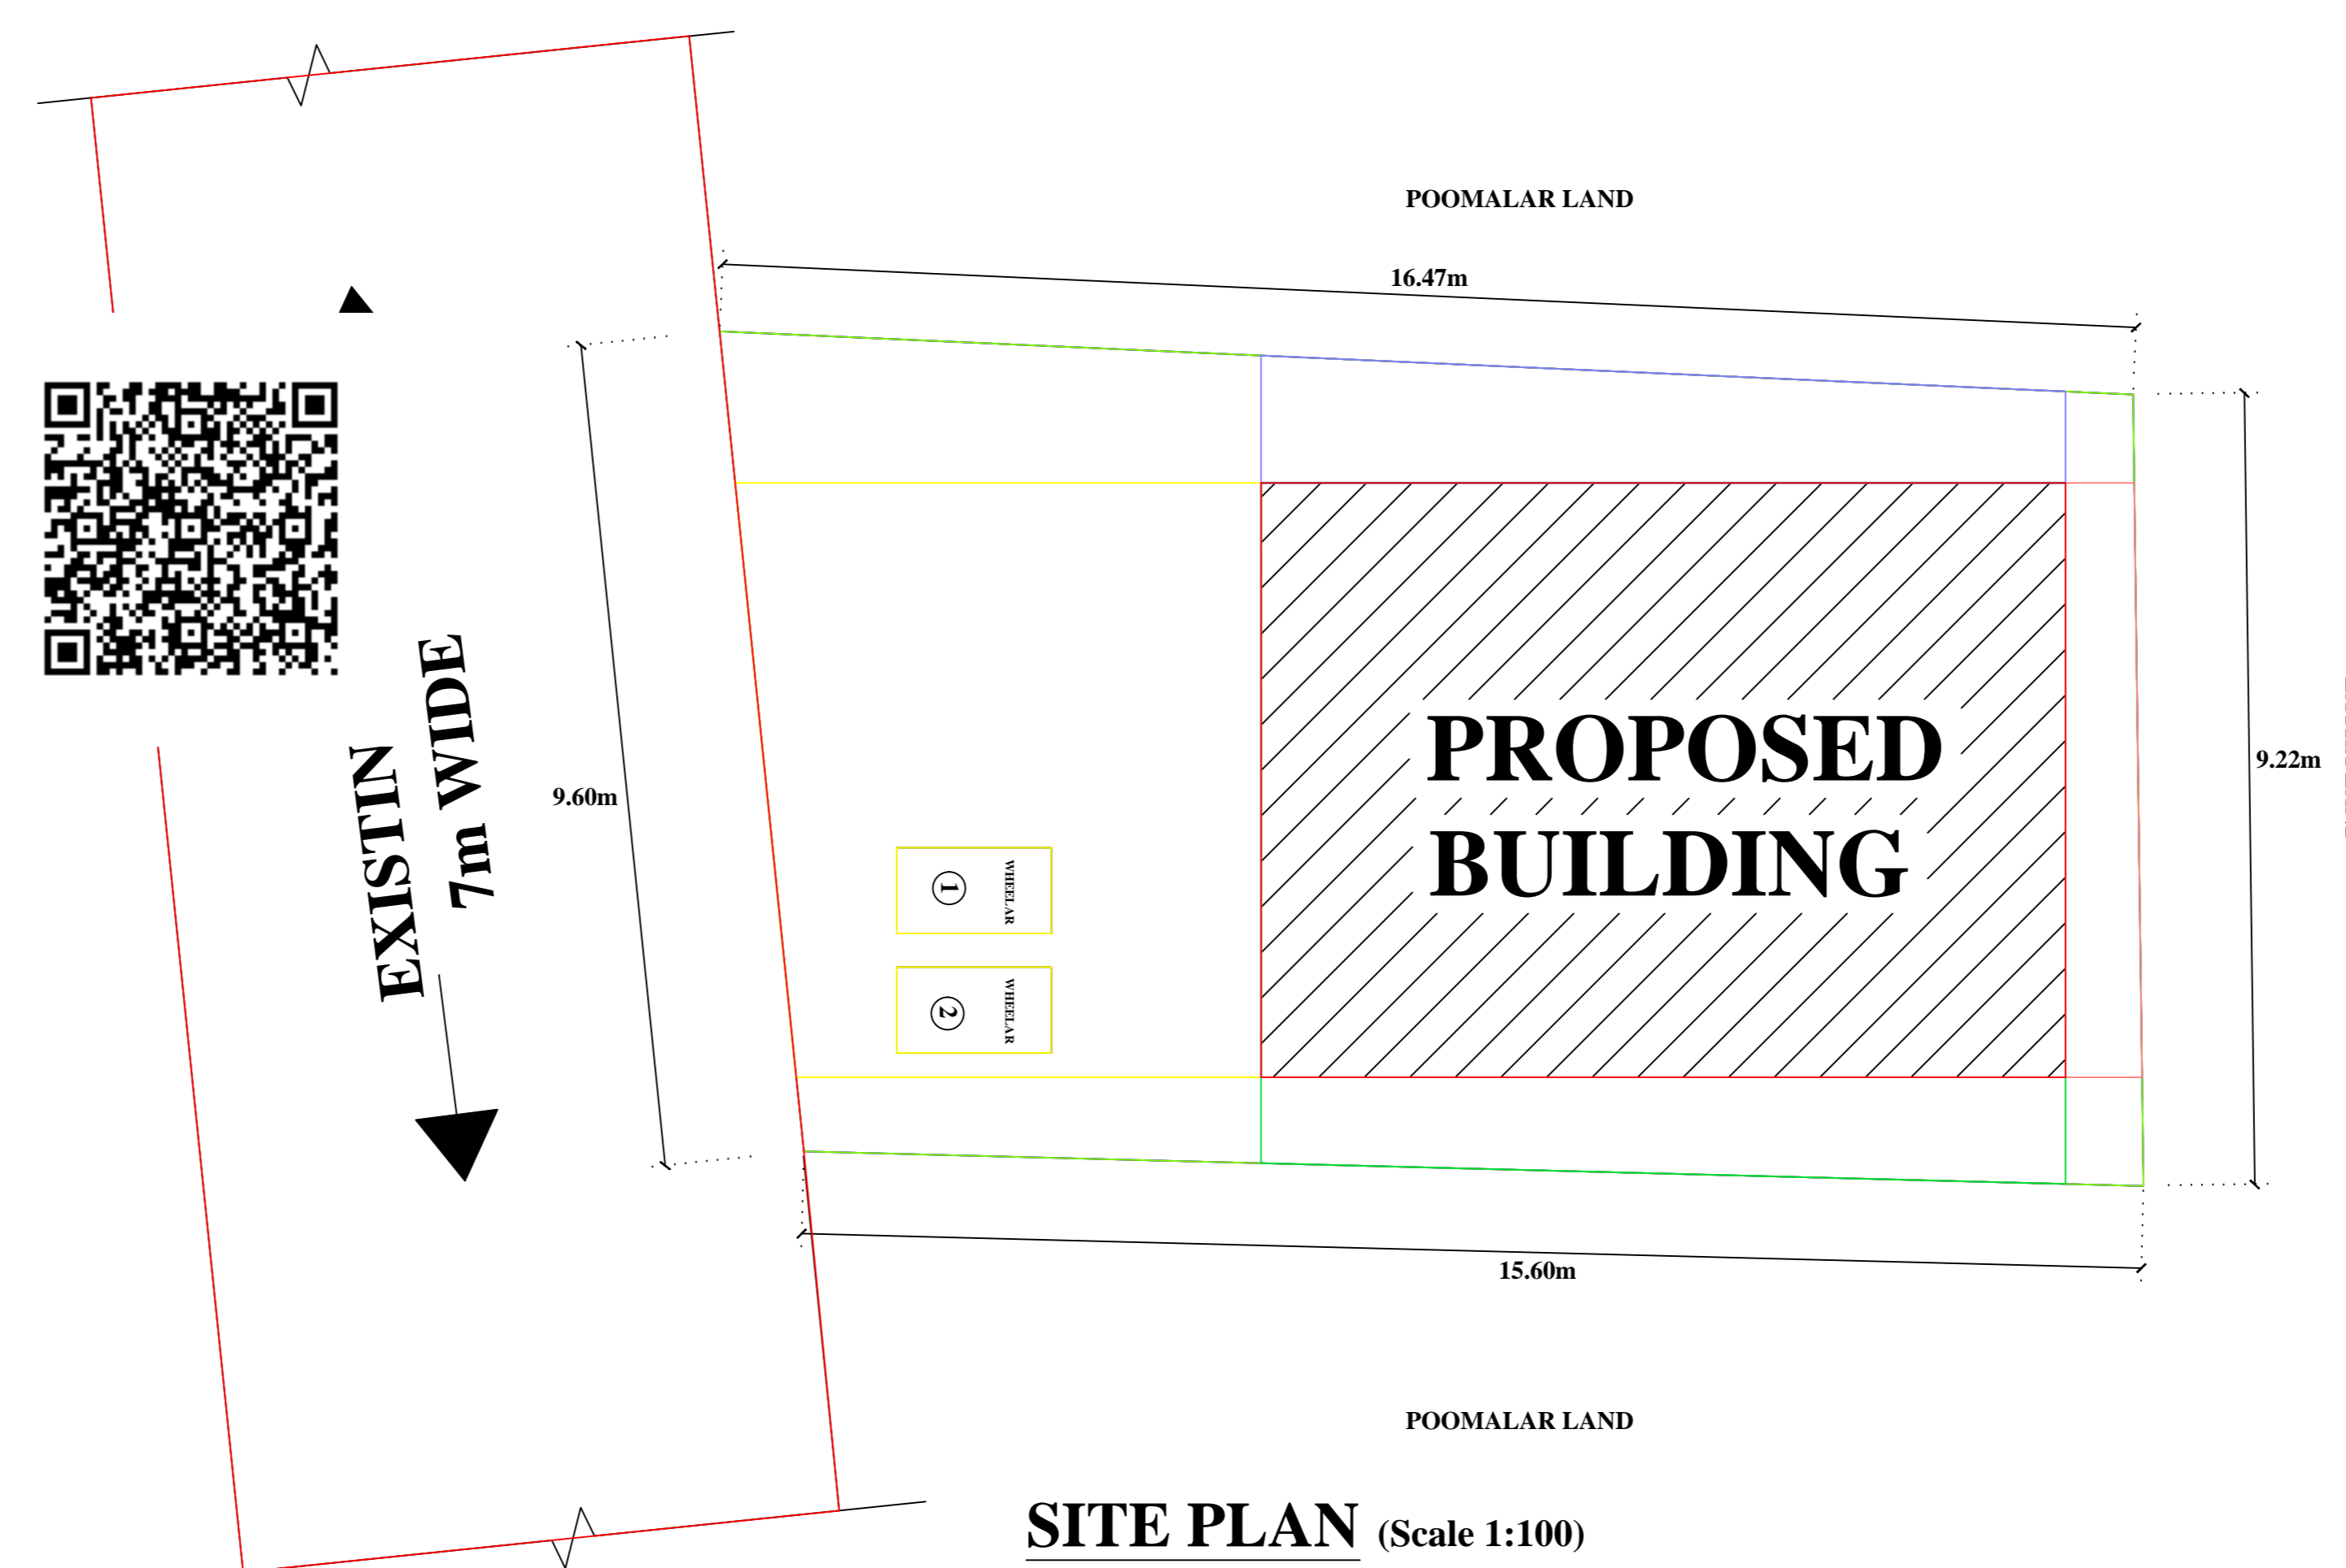 POOMALAR LAND
16.47m
EXISTIN
7m WIDE
9.60m
WHEELAR
1
WHEELAR
2
PROPOSED
BUILDING
9.22m
15.60m
POOMALAR LAND
SITE PLAN (Scale 1:100)